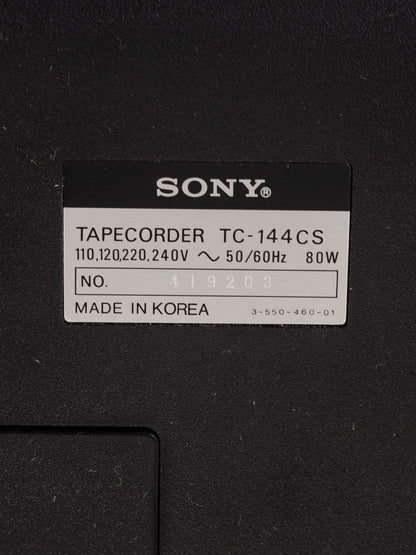 SONY®
TAPECORDER TC-144CS
110,120,220,240V ~ 50/60Hz 80W
NO. 419203
MADE IN KOREA 3-550-460-01